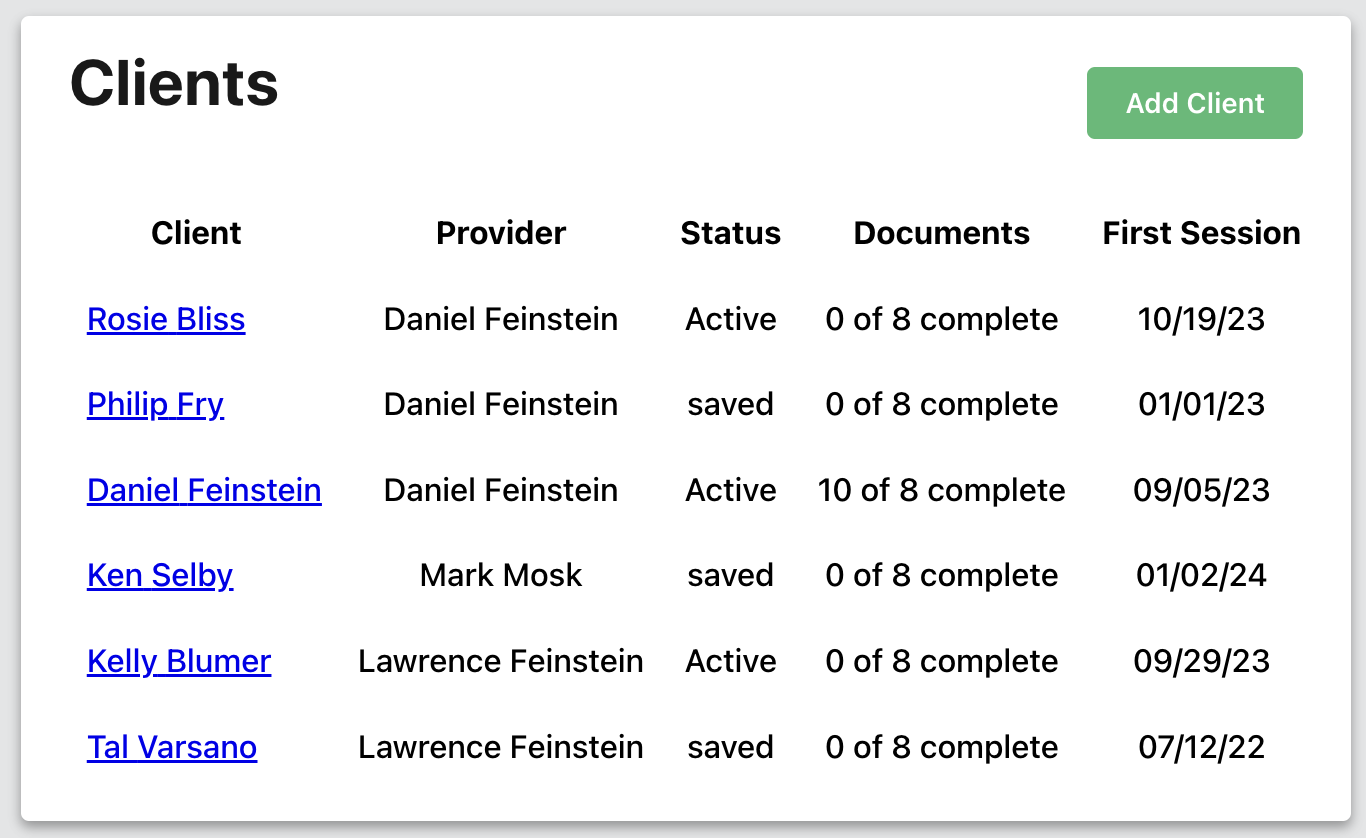 Clients
Add Client
Client Provider Status Documents First Session
Rosie Bliss Daniel Feinstein Active 0 of 8 complete 10/19/23
Philip Fry Daniel Feinstein saved 0 of 8 complete 01/01/23
Daniel Feinstein Daniel Feinstein Active 10 of 8 complete 09/05/23
Ken Selby Mark Mosk saved 0 of 8 complete 01/02/24
Kelly Blumer Lawrence Feinstein Active 0 of 8 complete 09/29/23
Tal Varsano Lawrence Feinstein saved 0 of 8 complete 07/12/22